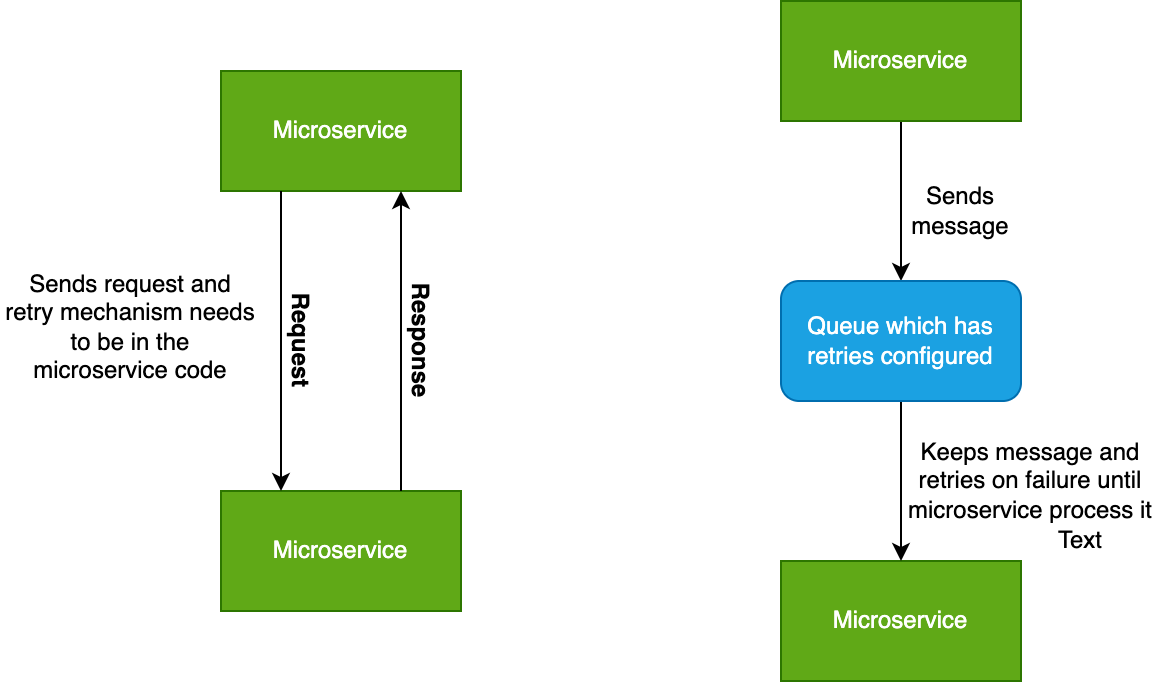 Microservice
Sends request and
retry mechanism needs
to be in the
microservice code
Request
Response
Microservice
Microservice
Sends
message
Queue which has
retries configured
Keeps message and
retries on failure until
microservice process it
Text
Microservice